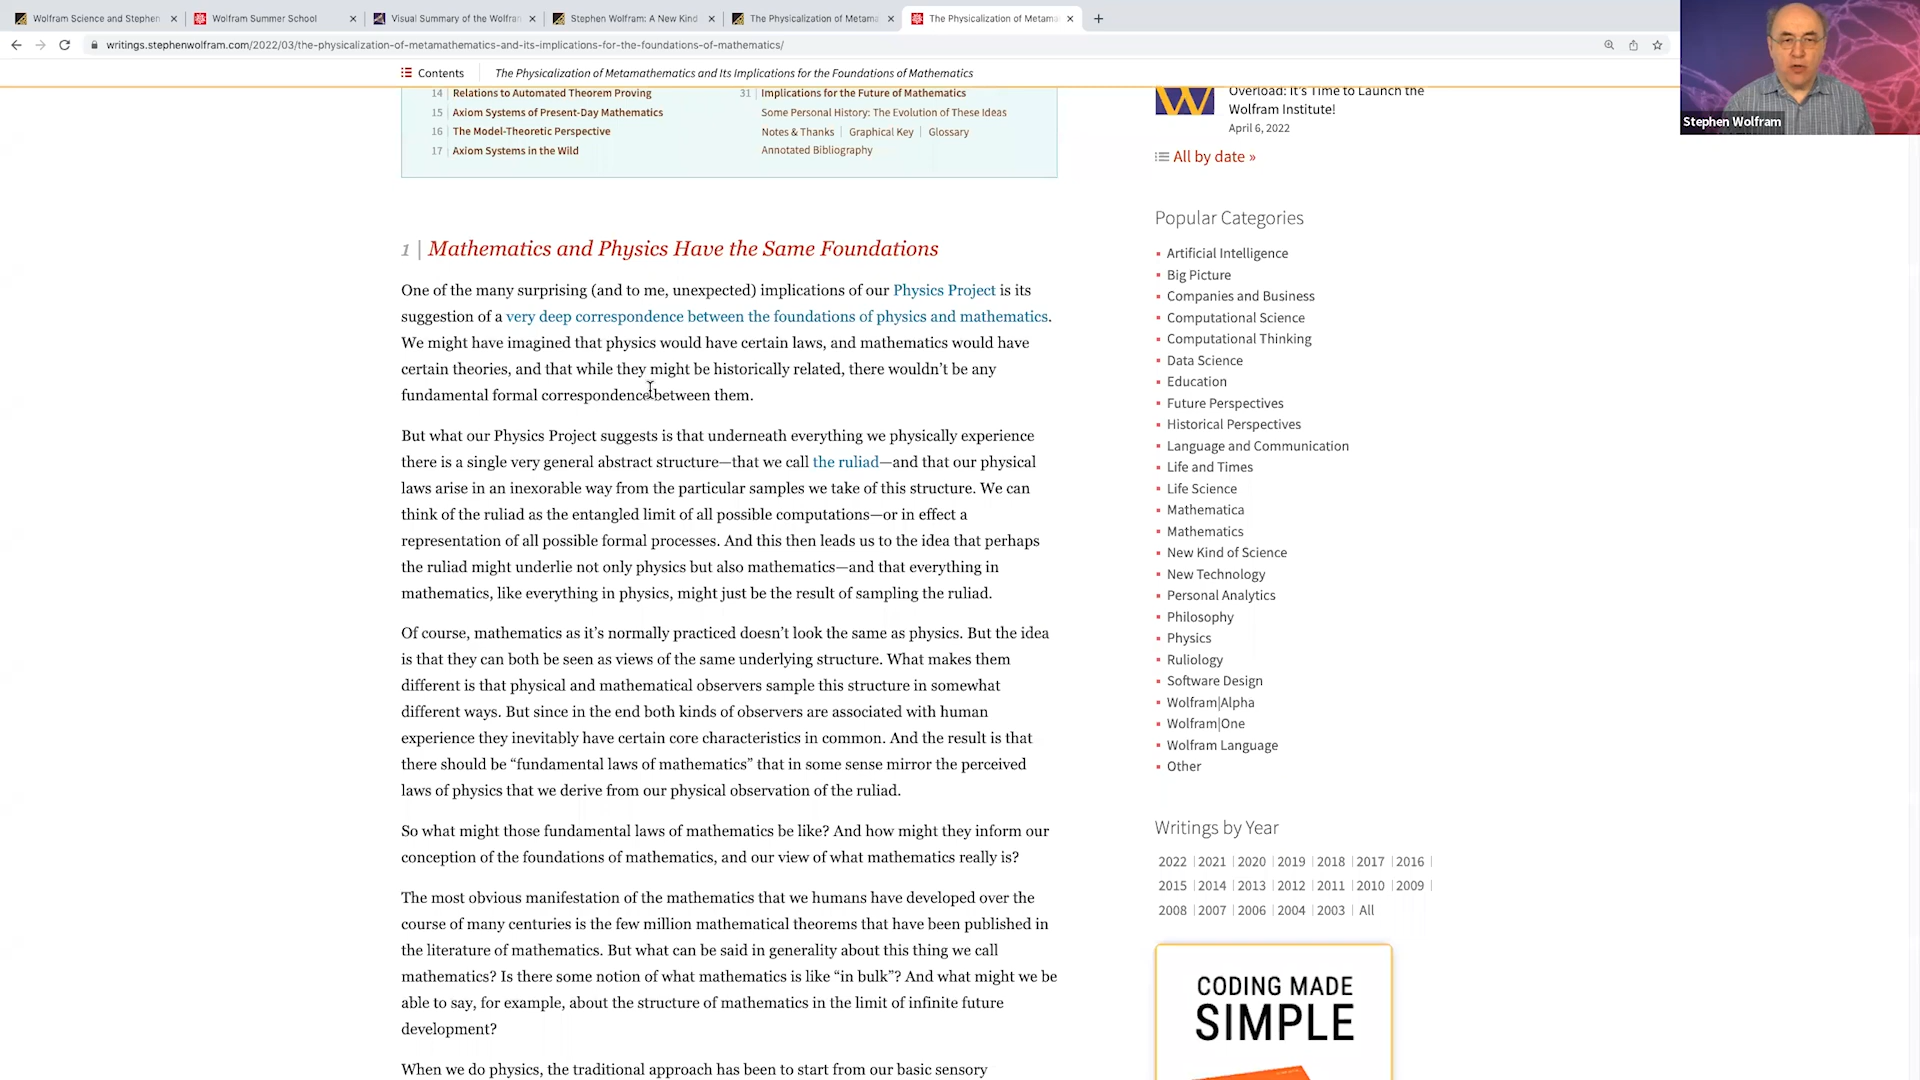 Wolfram Science and Stephen
Wolfram Summer School
Visual Summary of the Wolfran
Stephen Wolfram: A New Kind
The Physicalization of Metama
The Physicalization of Metama
writings.stephenwolfram.com/2022/03/the-physicalization-of-metamathematics-and-its-implications-for-the-foundations-of-mathematics/
Stephen Wolfram
Contents
The Physicalization of Metamathematics and Its Implications for the Foundations of Mathematics
14 | Relations to Automated Theorem Proving
15 | Axiom Systems of Present-Day Mathematics
16 | The Model-Theoretic Perspective
17 | Axiom Systems in the Wild
31 | Implications for the Future of Mathematics
Some Personal History: The Evolution of These Ideas
Notes & Thanks | Graphical Key | Glossary
Annotated Bibliography
1 | Mathematics and Physics Have the Same Foundations
One of the many surprising (and to me, unexpected) implications of our Physics Project is its
suggestion of a very deep correspondence between the foundations of physics and mathematics.
We might have imagined that physics would have certain laws, and mathematics would have
certain theories, and that while they might be historically related, there wouldn't be any
fundamental formal correspondence between them.
But what our Physics Project suggests is that underneath everything we physically experience
there is a single very general abstract structure—that we call the ruliad—and that our physical
laws arise in an inexorable way from the particular samples we take of this structure. We can
think of the ruliad as the entangled limit of all possible computations—or in effect a
representation of all possible formal processes. And this then leads us to the idea that perhaps
the ruliad might underlie not only physics but also mathematics—and that everything in
mathematics, like everything in physics, might just be the result of sampling the ruliad.
Of course, mathematics as it's normally practiced doesn't look the same as physics. But the idea
is that they can both be seen as views of the same underlying structure. What makes them
different is that physical and mathematical observers sample this structure in somewhat
different ways. But since in the end both kinds of observers are associated with human
experience they inevitably have certain core characteristics in common. And the result is that
there should be “fundamental laws of mathematics” that in some sense mirror the perceived
laws of physics that we derive from our physical observation of the ruliad.
So what might those fundamental laws of mathematics be like? And how might they inform our
conception of the foundations of mathematics, and our view of what mathematics really is?
The most obvious manifestation of the mathematics that we humans have developed over the
course of many centuries is the few million mathematical theorems that have been published in
the literature of mathematics. But what can be said in generality about this thing we call
mathematics? Is there some notion of what mathematics is like “in bulk”? And what might we be
able to say, for example, about the structure of mathematics in the limit of infinite future
development?
When we do physics, the traditional approach has been to start from our basic sensory
Overload: It's Time to Launch the
Wolfram Institute!
April 6, 2022
All by date »
Popular Categories
Artificial Intelligence
Big Picture
Companies and Business
Computational Science
Computational Thinking
Data Science
Education
Future Perspectives
Historical Perspectives
Language and Communication
Life and Times
Life Science
Mathematica
Mathematics
New Kind of Science
New Technology
Personal Analytics
Philosophy
Physics
Ruliology
Software Design
Wolfram|Alpha
Wolfram|One
Wolfram Language
Other
Writings by Year
2022 | 2021 | 2020 | 2019 | 2018 | 2017 | 2016 |
2015 | 2014 | 2013 | 2012 | 2011 | 2010 | 2009 |
2008 | 2007 | 2006 | 2004 | 2003 | All
CODING MADE
SIMPLE